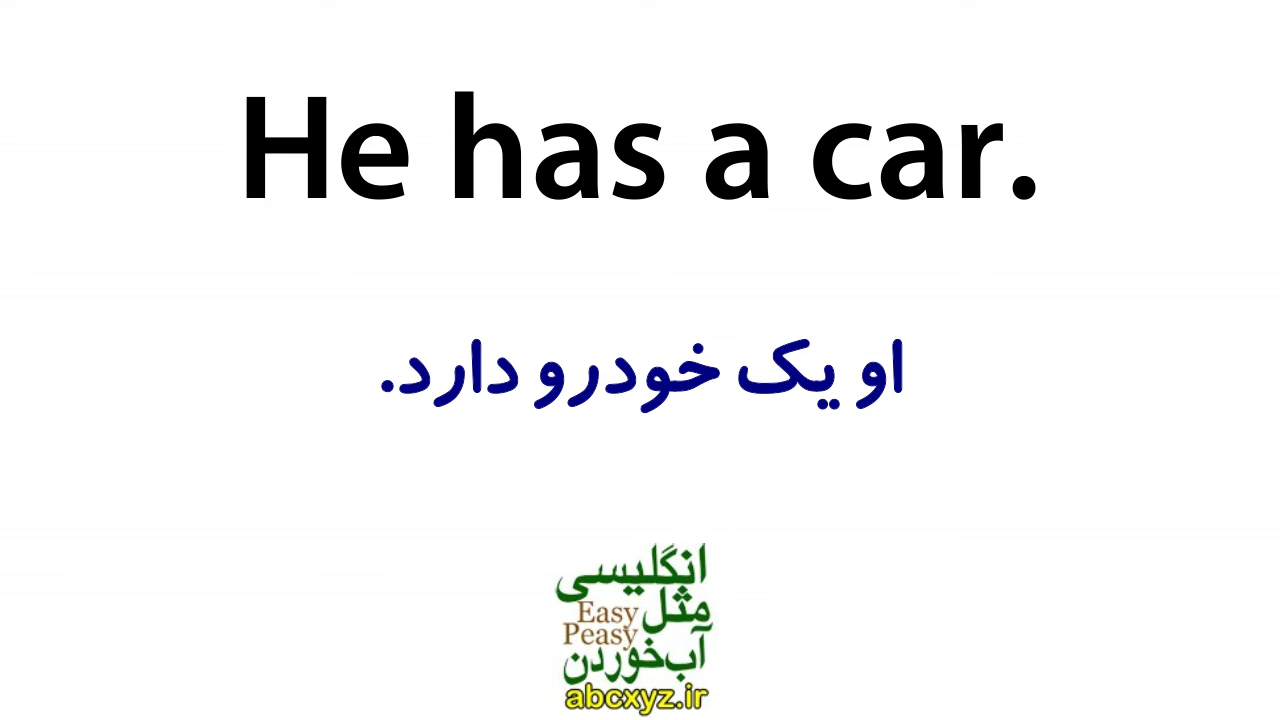 He has a car.
او یک خودرو دارد.
انگلیسی
مثل
Easy
Peasy
آب‌خوردن
abcxyz.ir